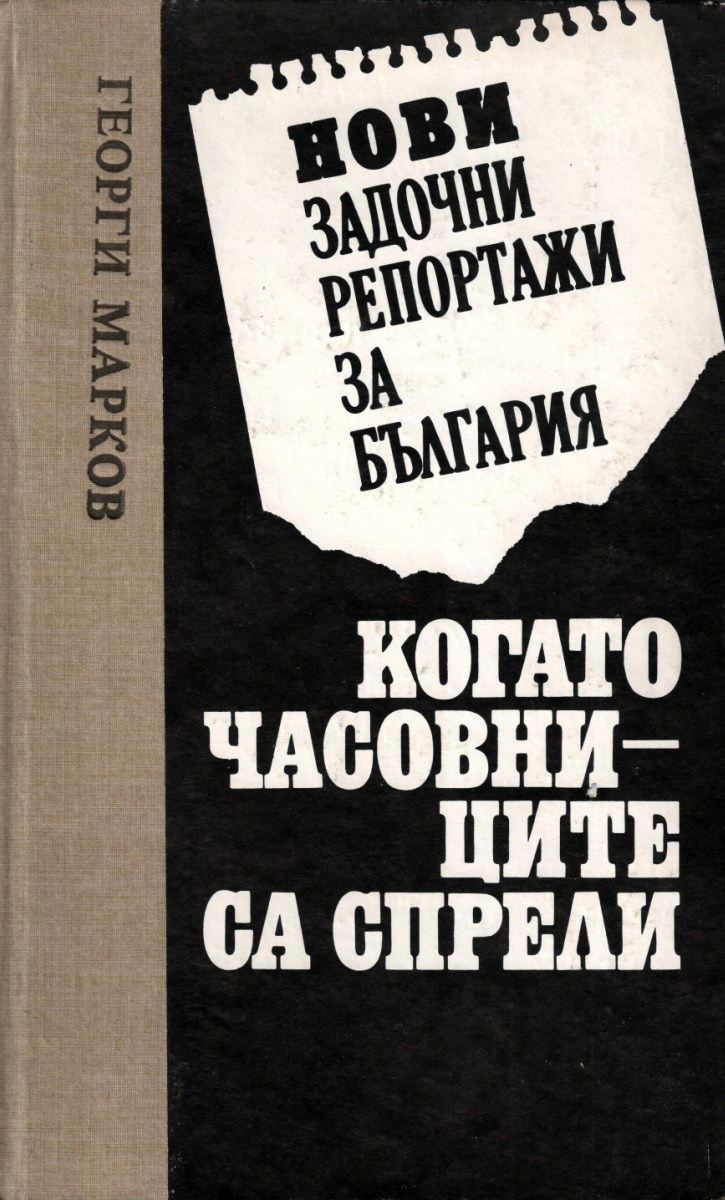 ГЕОРГИ МАРКОВ
НОВИ
ЗАДОЧНИ
РЕПОРТАЖИ
ЗА
БЪЛГАРИЯ
КОГАТО
ЧАСОВНИ-
ЦИТЕ
СА СПРЕЛИ